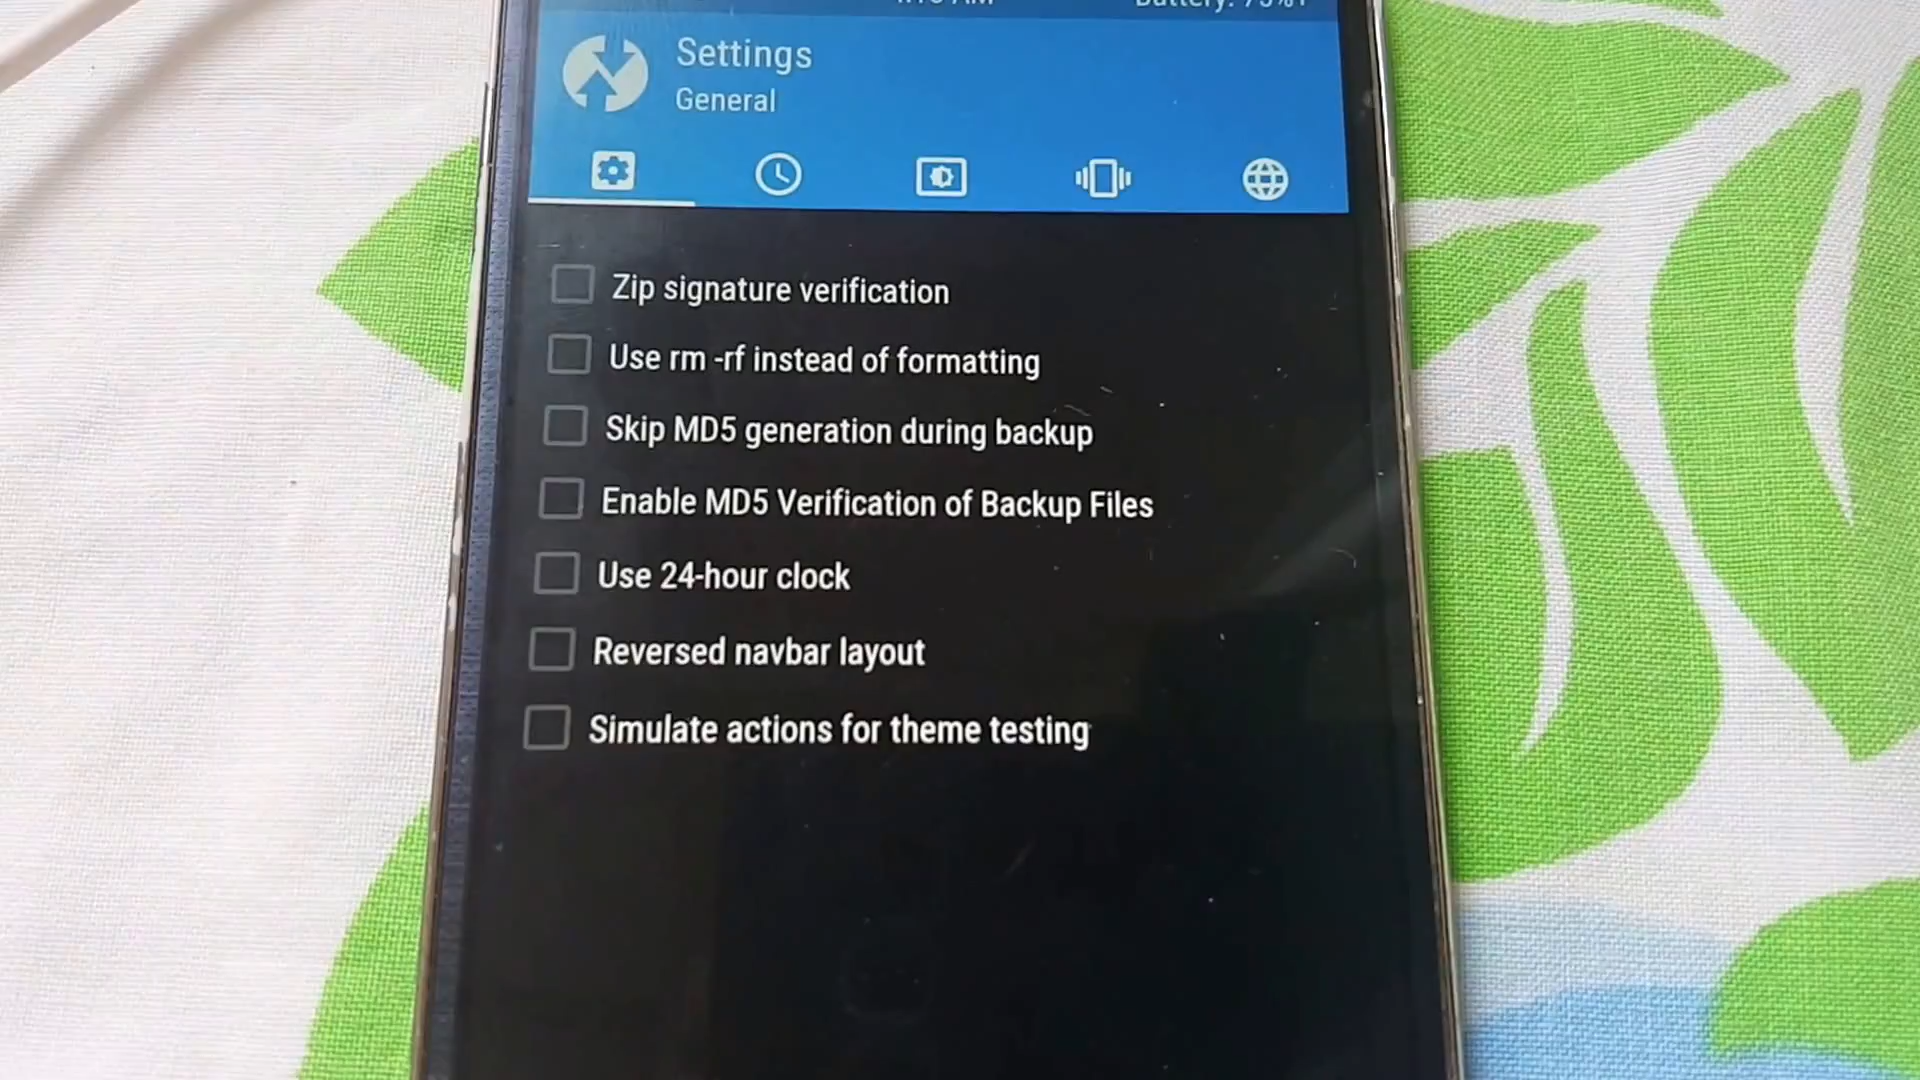 Settings
General
Zip signature verification
Use rm -rf instead of formatting
Skip MD5 generation during backup
Enable MD5 Verification of Backup Files
Use 24-hour clock
Reversed navbar layout
Simulate actions for theme testing